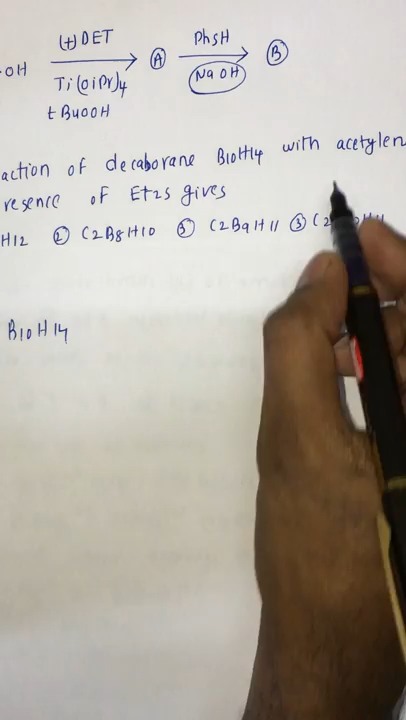 OH (+)DET Ti(oiPr)4 tBuOOH Ⓐ PhSH NaOH Ⓑ
action of decaborane B10H14 with acetylen
resence of Et2S gives
H12 ② C2B8H10 ③ C2B9H11 ③
B10H14